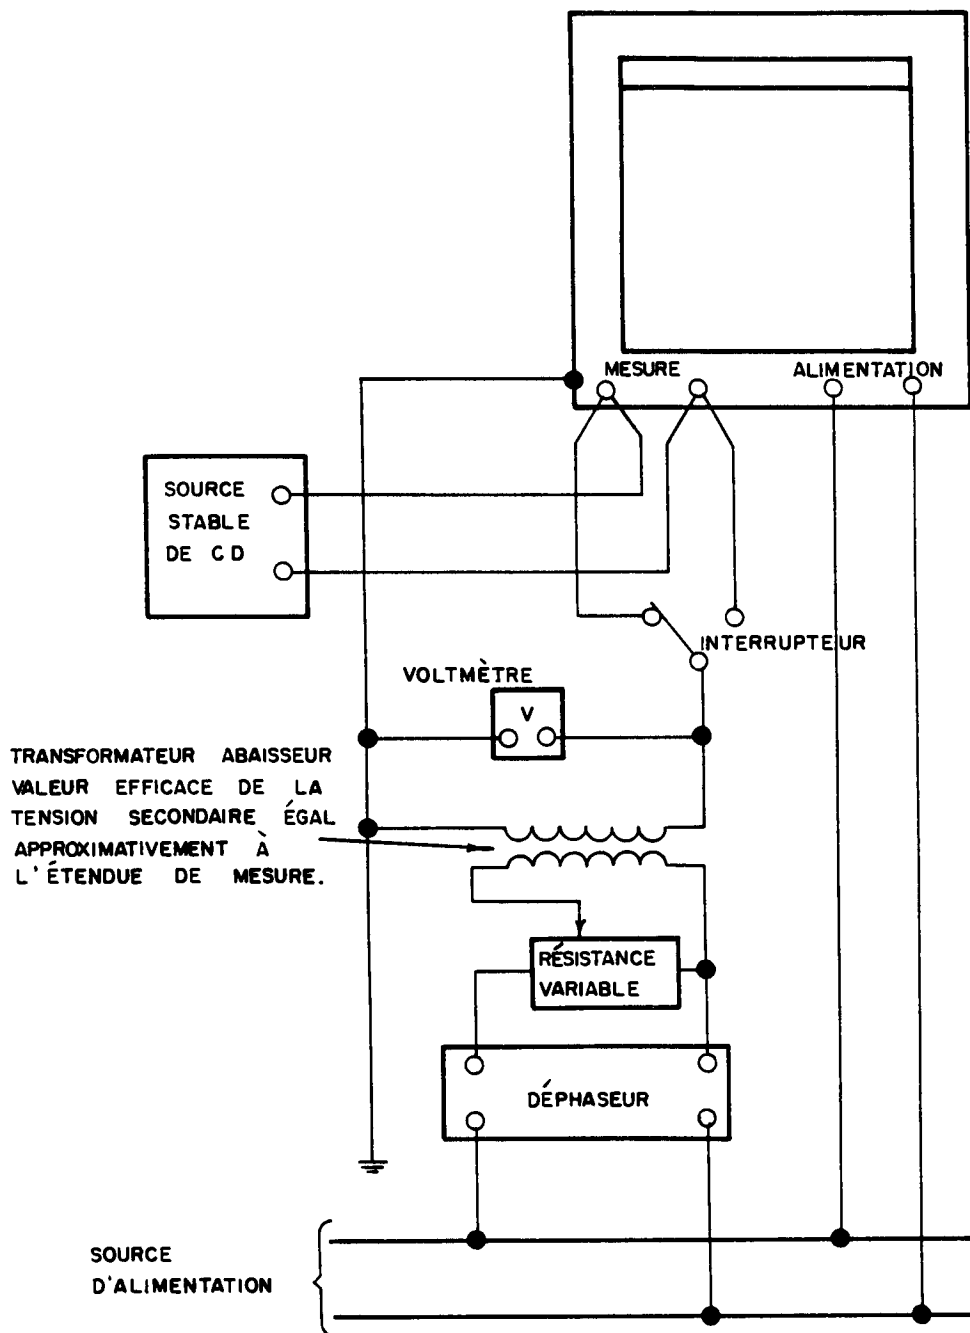 MESURE
ALIMENTATION
SOURCE
STABLE
DE CD
INTERRUPTEUR
VOLTMÈTRE
V
TRANSFORMATEUR ABAISSEUR
VALEUR EFFICACE DE LA
TENSION SECONDAIRE ÉGAL
APPROXIMATIVEMENT À
L'ÉTENDUE DE MESURE.
RÉSISTANCE
VARIABLE
DÉPHASEUR
SOURCE
D'ALIMENTATION